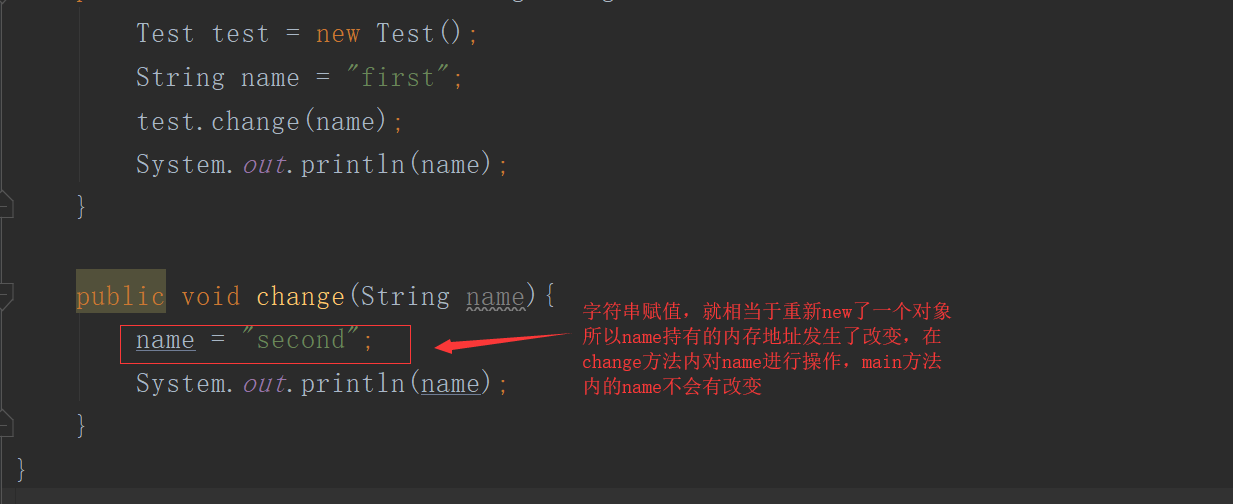 Test test = new Test();
String name = "first";
test.change(name);
System.out.println(name);
}
public void change(String name){
name = "second";
System.out.println(name);
}
}
字符串赋值，就相当于重新new了一个对象
所以name持有的内存地址发生了改变，在
change方法内对name进行操作，main方法
内的name不会有改变